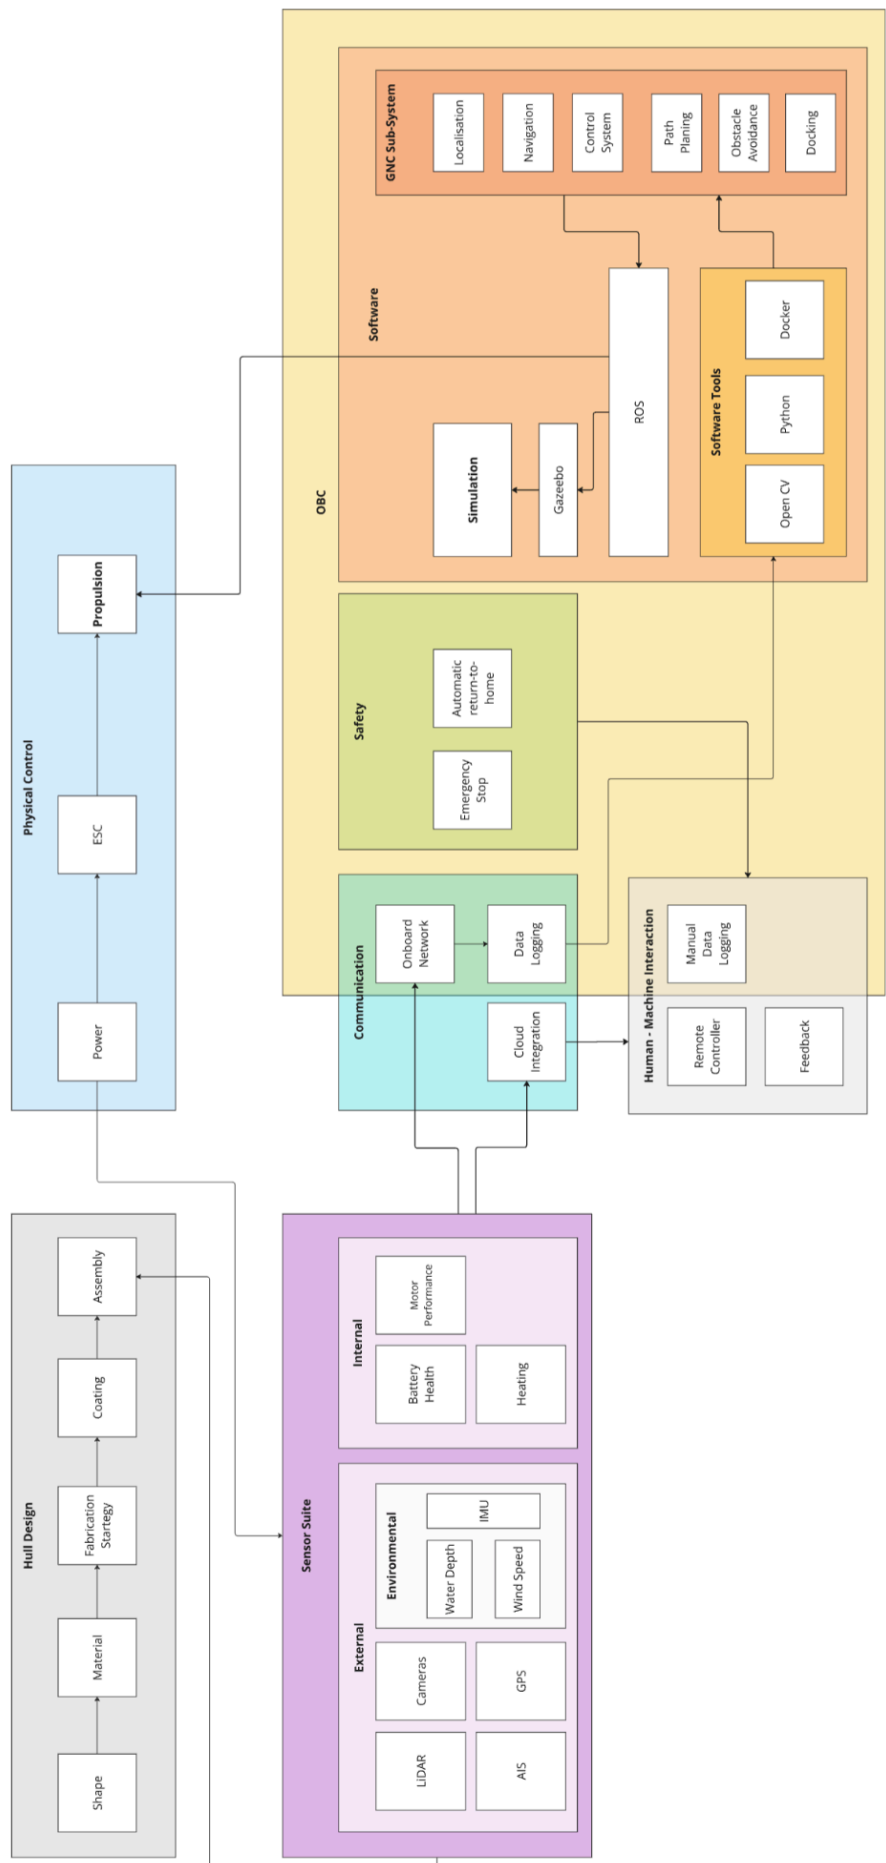 Hull Design
Shape
Material
Fabrication
Startegy
Coating
Assembly
Physical Control
Power
ESC
Propulsion
Sensor Suite
External
LiDAR
Cameras
AIS
GPS
Environmental
Water Depth
Wind Speed
IMU
Internal
Battery
Health
Motor
Performance
Heating
Communication
Onboard
Network
Cloud
Integration
Data
Logging
Human - Machine Interaction
Remote
Controller
Manual
Data
Logging
Feedback
OBC
Safety
Emergency
Stop
Automatic
return-to-
home
Software
Simulation
Gazeebo
ROS
Software Tools
Open CV
Python
Docker
GNC Sub-System
Localisation
Navigation
Control
System
Path
Planing
Obstacle
Avoidance
Docking